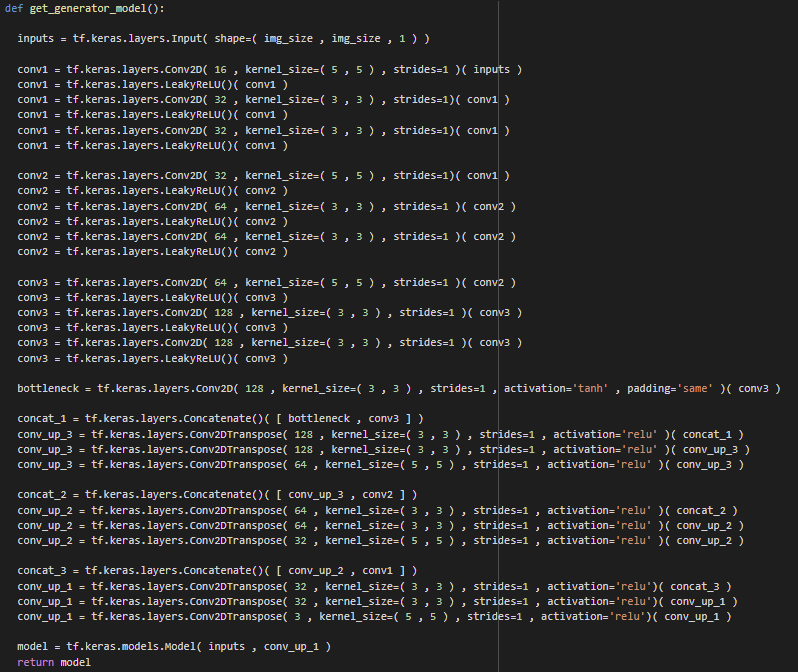 def get_generator_model():
inputs = tf.keras.layers.Input( shape=( img_size , img_size , 1 ) )
conv1 = tf.keras.layers.Conv2D( 16 , kernel_size=( 5 , 5 ) , strides=1 )( inputs )
conv1 = tf.keras.layers.LeakyReLU()( conv1 )
conv1 = tf.keras.layers.Conv2D( 32 , kernel_size=( 3 , 3 ) , strides=1)( conv1 )
conv1 = tf.keras.layers.LeakyReLU()( conv1 )
conv1 = tf.keras.layers.Conv2D( 32 , kernel_size=( 3 , 3 ) , strides=1)( conv1 )
conv1 = tf.keras.layers.LeakyReLU()( conv1 )
conv2 = tf.keras.layers.Conv2D( 32 , kernel_size=( 5 , 5 ) , strides=1)( conv1 )
conv2 = tf.keras.layers.LeakyReLU()( conv2 )
conv2 = tf.keras.layers.Conv2D( 64 , kernel_size=( 3 , 3 ) , strides=1 )( conv2 )
conv2 = tf.keras.layers.LeakyReLU()( conv2 )
conv2 = tf.keras.layers.Conv2D( 64 , kernel_size=( 3 , 3 ) , strides=1 )( conv2 )
conv2 = tf.keras.layers.LeakyReLU()( conv2 )
conv3 = tf.keras.layers.Conv2D( 64 , kernel_size=( 5 , 5 ) , strides=1 )( conv2 )
conv3 = tf.keras.layers.LeakyReLU()( conv3 )
conv3 = tf.keras.layers.Conv2D( 128 , kernel_size=( 3 , 3 ) , strides=1 )( conv3 )
conv3 = tf.keras.layers.LeakyReLU()( conv3 )
conv3 = tf.keras.layers.Conv2D( 128 , kernel_size=( 3 , 3 ) , strides=1 )( conv3 )
conv3 = tf.keras.layers.LeakyReLU()( conv3 )
bottleneck = tf.keras.layers.Conv2D( 128 , kernel_size=( 3 , 3 ) , strides=1 , activation='tanh' , padding='same' )( conv3 )
concat_1 = tf.keras.layers.Concatenate()( [ bottleneck , conv3 ] )
conv_up_3 = tf.keras.layers.Conv2DTranspose( 128 , kernel_size=( 3 , 3 ) , strides=1 , activation='relu' )( concat_1 )
conv_up_3 = tf.keras.layers.Conv2DTranspose( 128 , kernel_size=( 3 , 3 ) , strides=1 , activation='relu' )( conv_up_3 )
conv_up_3 = tf.keras.layers.Conv2DTranspose( 64 , kernel_size=( 5 , 5 ) , strides=1 , activation='relu' )( conv_up_3 )
concat_2 = tf.keras.layers.Concatenate()( [ conv_up_3 , conv2 ] )
conv_up_2 = tf.keras.layers.Conv2DTranspose( 64 , kernel_size=( 3 , 3 ) , strides=1 , activation='relu' )( concat_2 )
conv_up_2 = tf.keras.layers.Conv2DTranspose( 64 , kernel_size=( 3 , 3 ) , strides=1 , activation='relu' )( conv_up_2 )
conv_up_2 = tf.keras.layers.Conv2DTranspose( 32 , kernel_size=( 5 , 5 ) , strides=1 , activation='relu' )( conv_up_2 )
concat_3 = tf.keras.layers.Concatenate()( [ conv_up_2 , conv1 ] )
conv_up_1 = tf.keras.layers.Conv2DTranspose( 32 , kernel_size=( 3 , 3 ) , strides=1 , activation='relu')( concat_3 )
conv_up_1 = tf.keras.layers.Conv2DTranspose( 32 , kernel_size=( 3 , 3 ) , strides=1 , activation='relu')( conv_up_1 )
conv_up_1 = tf.keras.layers.Conv2DTranspose( 3 , kernel_size=( 5 , 5 ) , strides=1 , activation='relu')( conv_up_1 )
model = tf.keras.models.Model( inputs , conv_up_1 )
return model